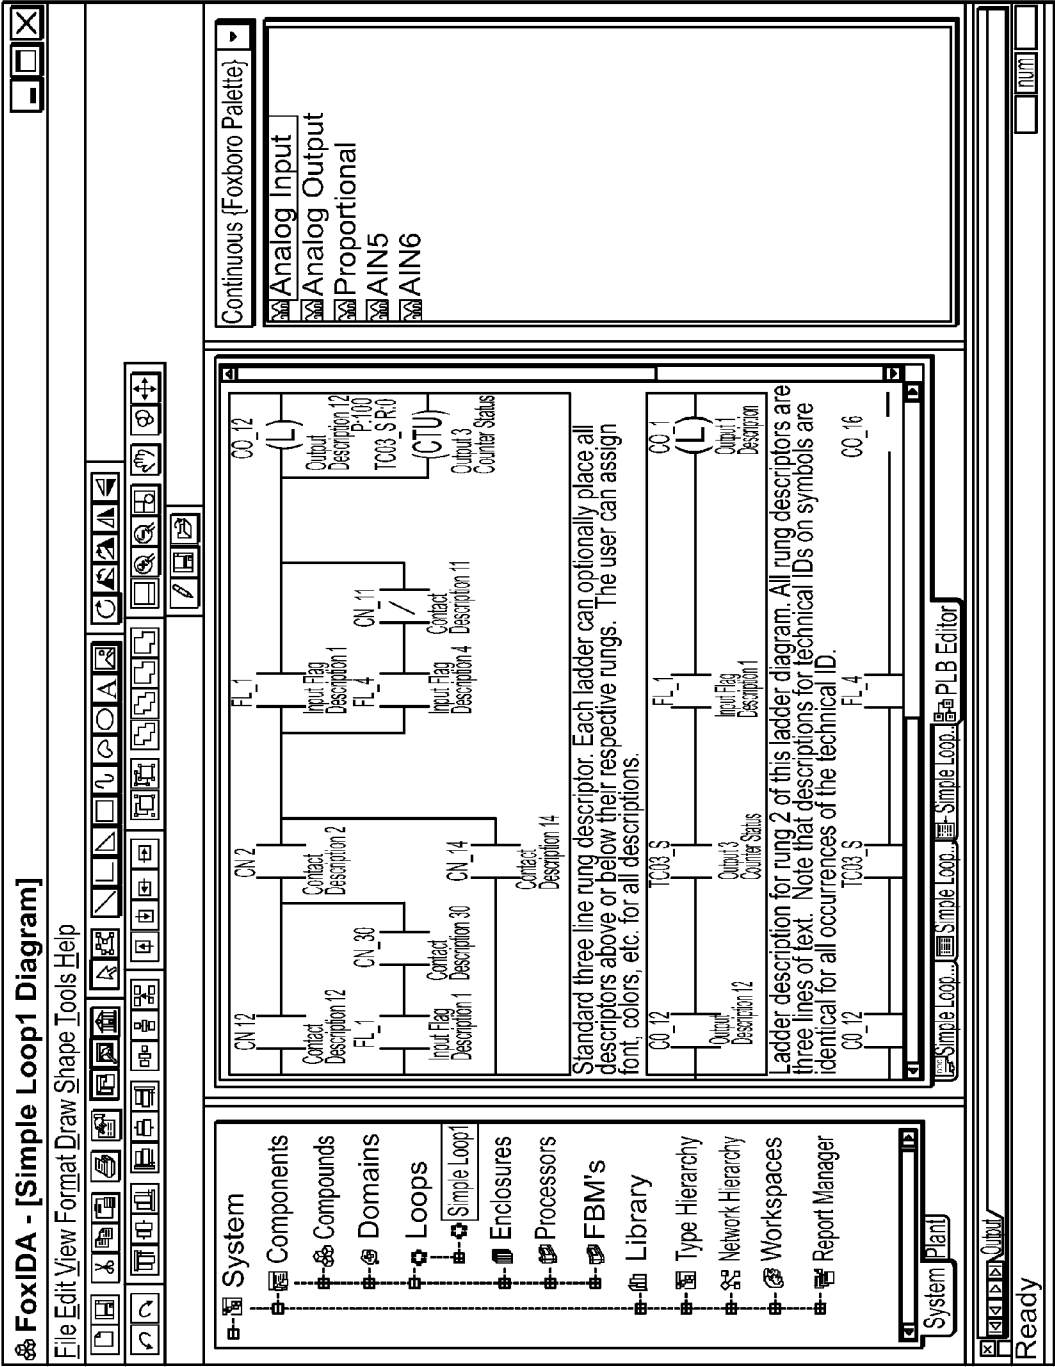 FoxIDA - [Simple Loop1 Diagram]
File Edit View Format Draw Shape Tools Help
A
System
Components
Compounds
Domains
Loops
Simple Loop1
Enclosures
Processors
FBM's
Library
Type Hierarchy
Network Hierarchy
Workspaces
Report Manager
System
Plant
CN 12
Contact
Description 12
FL_1
Input Flag
Description 1
CN_30
Contact
Description 30
CN 2
Contact
Description 2
CN_14
Contact
Description 14
FL_1
Input Flag
Description 1
FL_4
Input Flag
Description 4
CN_11
Contact
Description 11
CO_12
(L)
Output
Description 12
P:100
TC03_S R:0
(CTU)
Output 3
Counter Status
Standard three line rung descriptor. Each ladder can optionally place all
descriptors above or below their respective rungs. The user can assign
font, colors, etc. for all descriptions.
C0_12
Output
Description 12
TC03_S
Output 3
Counter Status
FL_1
Input Flag
Description 1
CO_1
(L)
Output 1
Description
Ladder description for rung 2 of this ladder diagram. All rung descriptors are
three lines of text. Note that descriptions for technical IDs on symbols are
identical for all occurrences of the technical ID.
C0_12
TC03_S
FL_4
CO_16
Simple Loop...
Simple Loop...
Simple Loop...
PLB Editor
Continuous {Foxboro Palette}
Analog Input
Analog Output
Proportional
AIN5
AIN6
Output
Ready
num